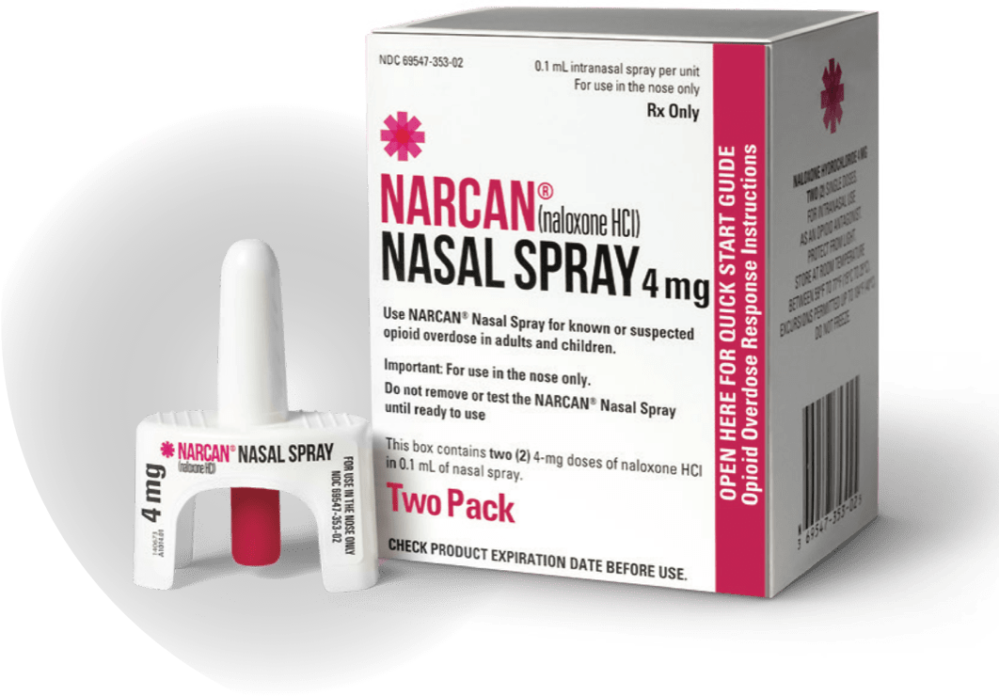 NDC 69547-353-02
0.1 mL intranasal spray per unit
For use in the nose only
Rx Only
NARCAN®
(naloxone HCl)
NASAL SPRAY 4 mg
Use NARCAN® Nasal Spray for known or suspected
opioid overdose in adults and children.
Important: For use in the nose only.
Do not remove or test the NARCAN® Nasal Spray
until ready to use
This box contains two (2) 4-mg doses of naloxone HCl
in 0.1 mL of nasal spray.
Two Pack
CHECK PRODUCT EXPIRATION DATE BEFORE USE.
OPEN HERE FOR QUICK START GUIDE
Opioid Overdose Response Instructions
NALOXONE HYDROCHLORIDE 4 MG
TWO (2) SINGLE DOSES
FOR INTRANASAL USE
AS AN OPIOID ANTAGONIST.
PROTECT FROM LIGHT.
STORE AT ROOM TEMPERATURE
BETWEEN 59°F TO 77°F (15°C TO 25°C).
EXCURSIONS PERMITTED UP TO 104°F (40°C).
DO NOT FREEZE.
3 69547-353-02
NARCAN® NASAL SPRAY
(naloxone HCl)
4 mg
140673
A1014.01
FOR USE IN THE NOSE ONLY
NDC 69547-353-02